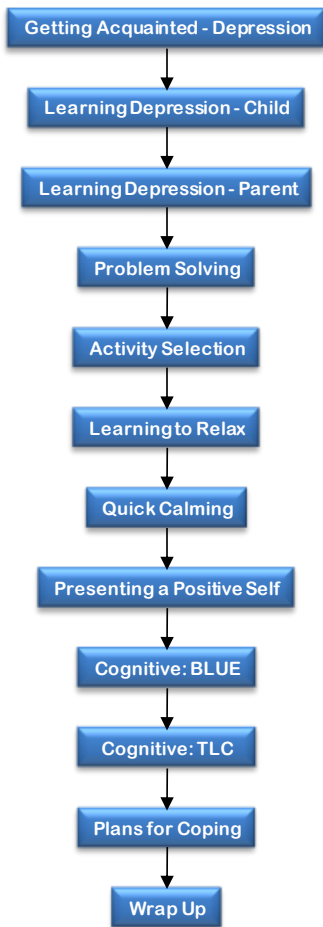 Getting Acquainted - Depression
Learning Depression - Child
Learning Depression - Parent
Problem Solving
Activity Selection
Learning to Relax
Quick Calming
Presenting a Positive Self
Cognitive: BLUE
Cognitive: TLC
Plans for Coping
Wrap Up